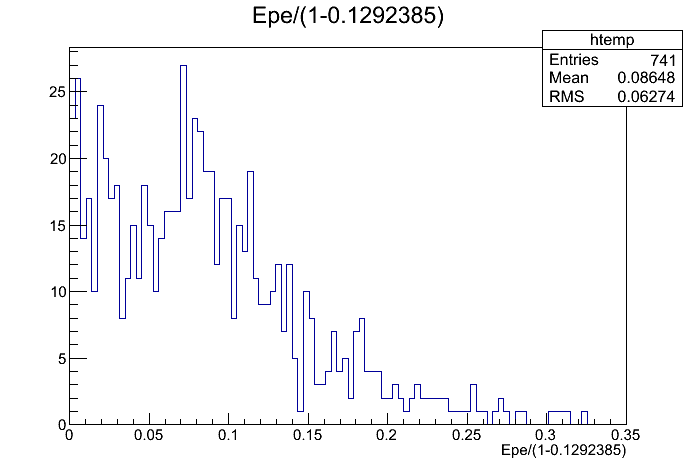 Epe/(1-0.1292385)
htemp
Entries 741
Mean 0.08648
RMS 0.06274
25
20
15
10
5
0
0 0.05 0.1 0.15 0.2 0.25 0.3 0.35
Epe/(1-0.1292385)